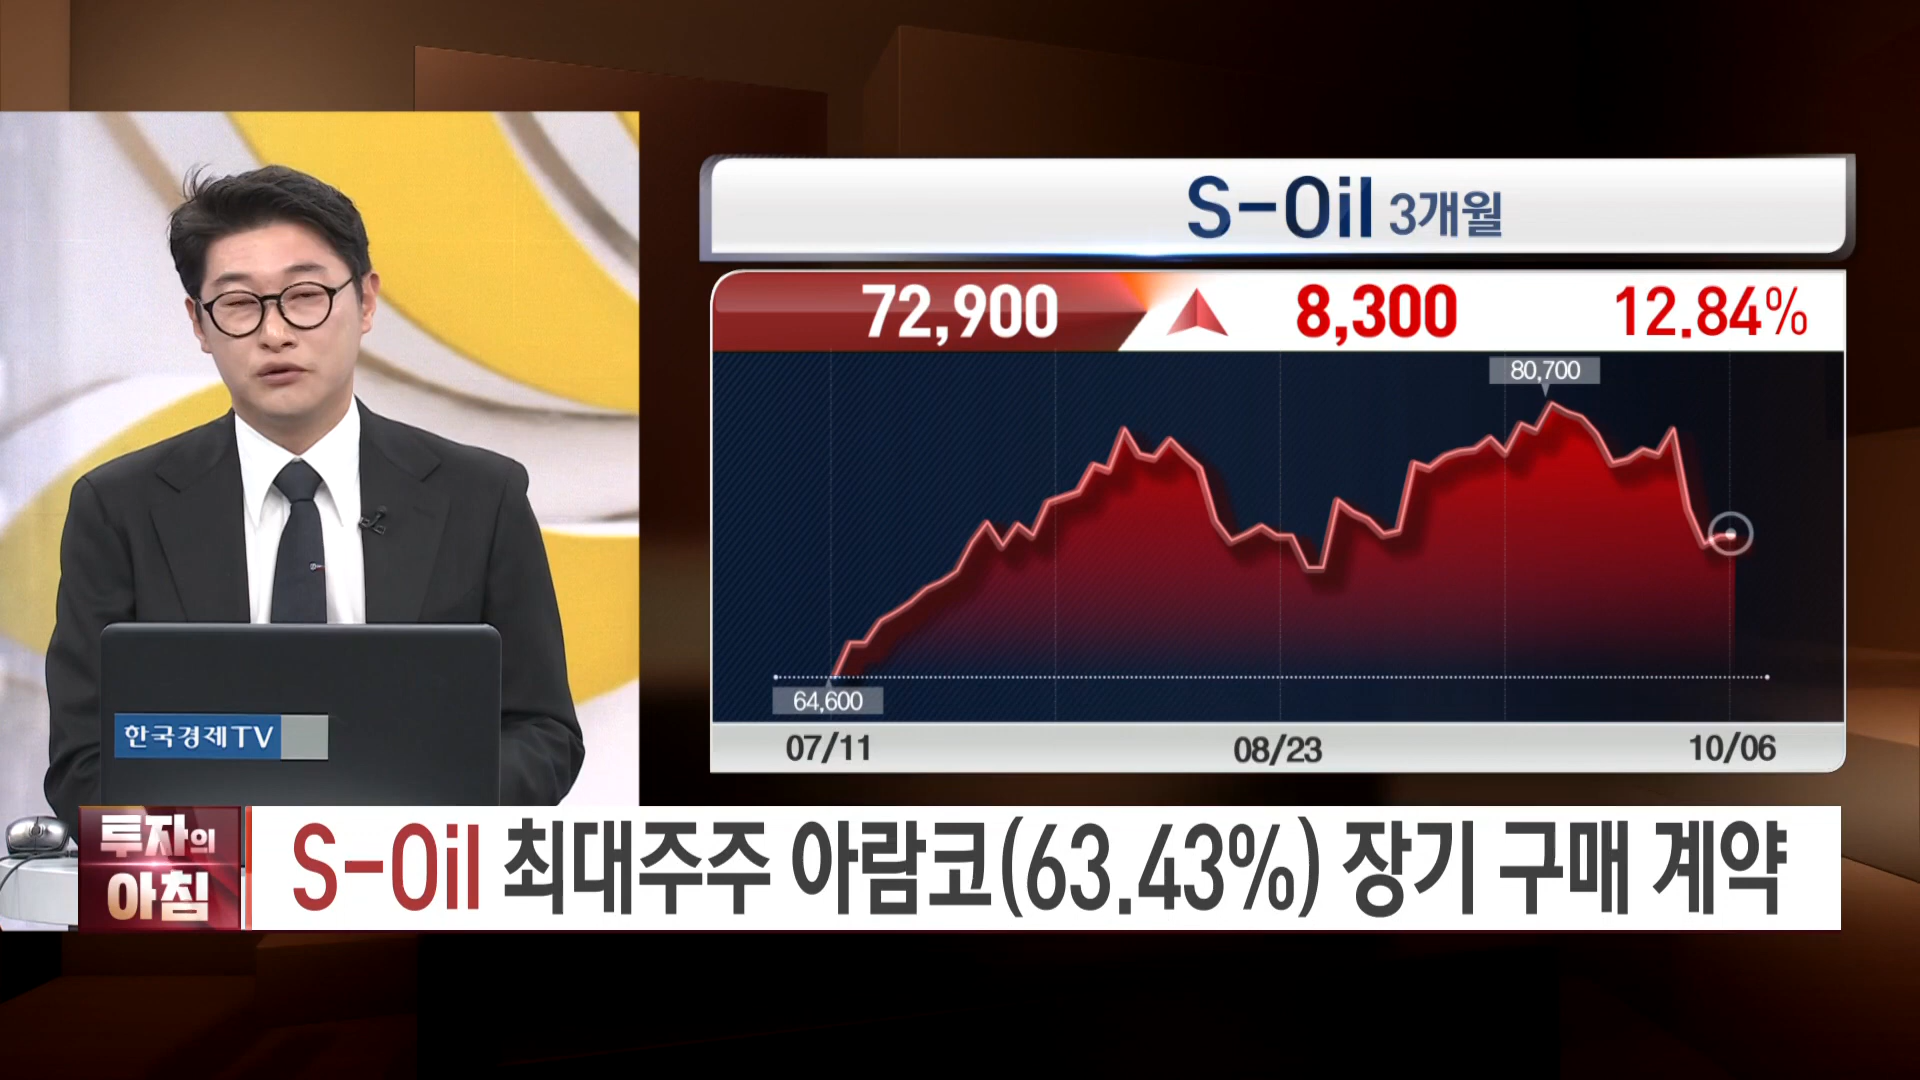 S-Oil 3개월
72,900 8,300 12.84%
80,700
64,600
07/11 08/23 10/06
한국경제TV
투자의
아침
S-Oil 최대주주 아람코(63.43%) 장기 구매 계약